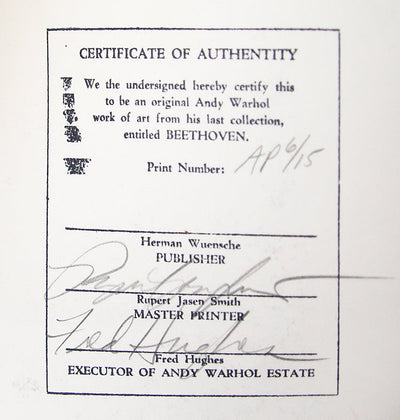 CERTIFICATE OF AUTHENTITY
We the undersigned hereby certify this
to be an original Andy Warhol
work of art from his last collection,
entitled BEETHOVEN.
Print Number: AP 6/15
Herman Wuensche
PUBLISHER
Rupert Jasen Smith
MASTER PRINTER
Fred Hughes
Fred Hughes
EXECUTOR OF ANDY WARHOL ESTATE